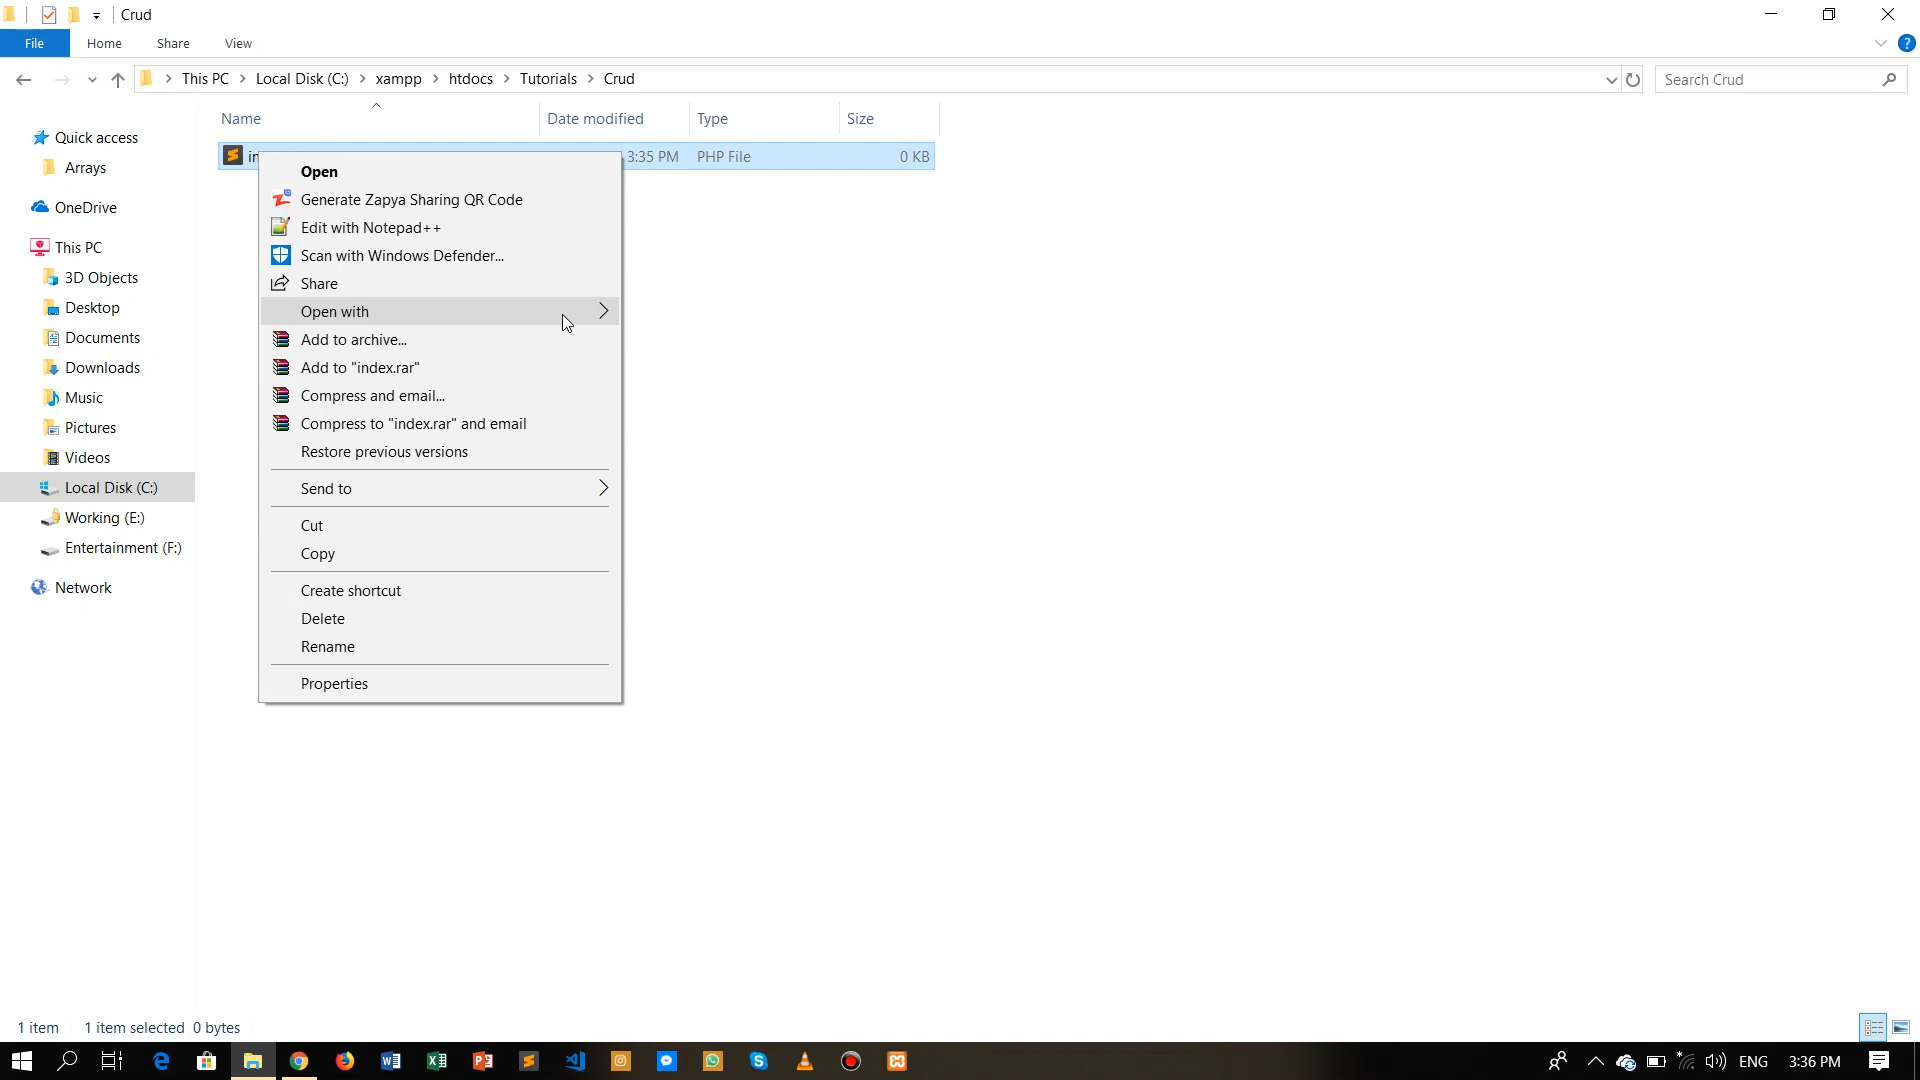 Crud
File Home Share View
This PC Local Disk (C:) xampp htdocs Tutorials Crud
Search Crud
Name Date modified Type Size
3:35 PM PHP File 0 KB
Quick access
Arrays
OneDrive
This PC
3D Objects
Desktop
Documents
Downloads
Music
Pictures
Videos
Local Disk (C:)
Working (E:)
Entertainment (F:)
Network
Open
Generate Zapya Sharing QR Code
Edit with Notepad++
Scan with Windows Defender...
Share
Open with
Add to archive...
Add to "index.rar"
Compress and email...
Compress to "index.rar" and email
Restore previous versions
Send to
Cut
Copy
Create shortcut
Delete
Rename
Properties
1 item 1 item selected 0 bytes
ENG 3:36 PM